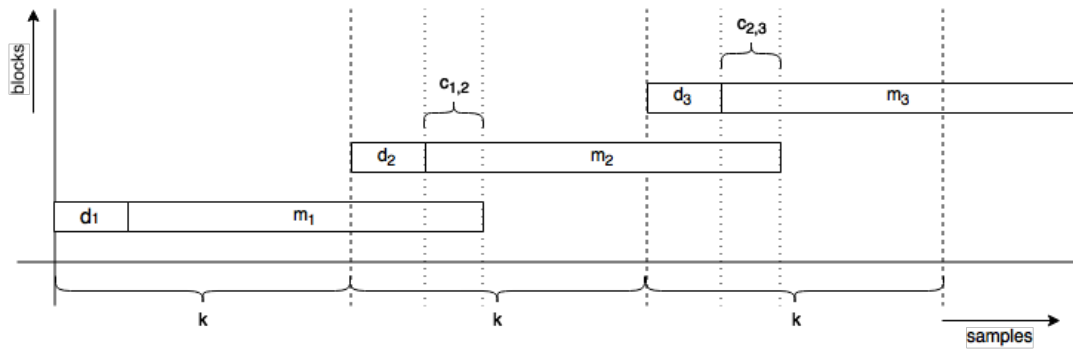 blocks
c2,3
c1,2
d3 m3
d2 m2
d1 m1
k k k
samples